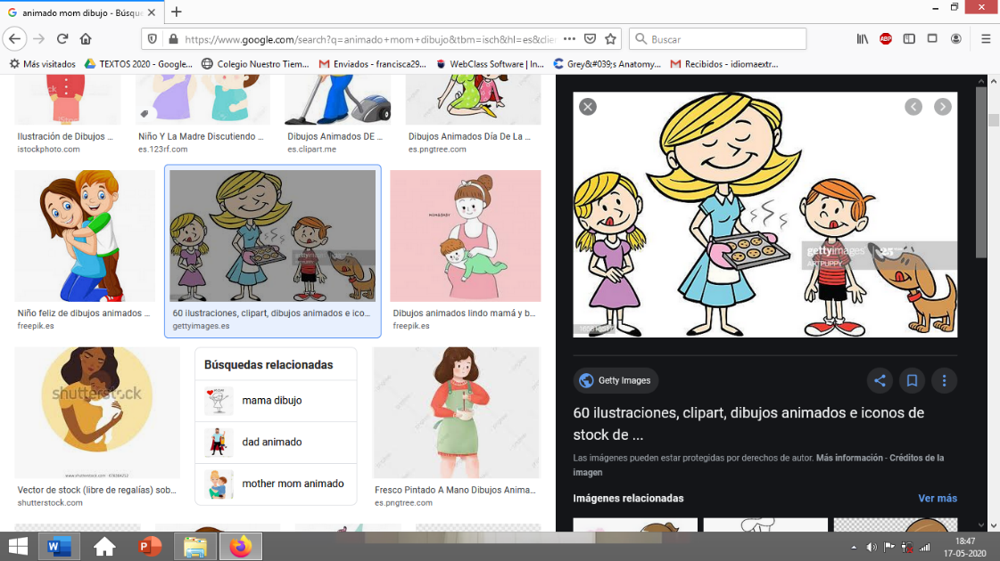 animado mom dibujo - Búsque
https://www.google.com/search?q=animado+mom+dibujo&tbm=isch&hl=es&clie
Buscar
ABP
Más visitados
TEXTOS 2020 - Google...
Colegio Nuestro Tiem...
Enviados - francisca29...
WebClass Software | In...
Grey&#039;s Anatomy...
Recibidos - idiomaextr...
Ilustración de Dibujos ...
istockphoto.com
Niño Y La Madre Discutiendo ...
es.123rf.com
Dibujos Animados DE ...
es.clipart.me
Dibujos Animados Día De La ...
es.pngtree.com
Niño feliz de dibujos animados ...
freepik.es
60 ilustraciones, clipart, dibujos animados e ico...
gettyimages.es
MOM&BABY
Dibujos animados lindo mamá y b...
freepik.es
shutterstock
Vector de stock (libre de regalías) sob...
shutterstock.com
Búsquedas relacionadas
mama dibujo
dad animado
mother mom animado
Fresco Pintado A Mano Dibujos Anima...
es.pngtree.com
gettyimages
ARTPUPPY
Getty Images
60 ilustraciones, clipart, dibujos animados e iconos de
stock de ...
Las imágenes pueden estar protegidas por derechos de autor. Más información - Créditos de la
imagen
Imágenes relacionadas
Ver más
18:47
17-05-2020